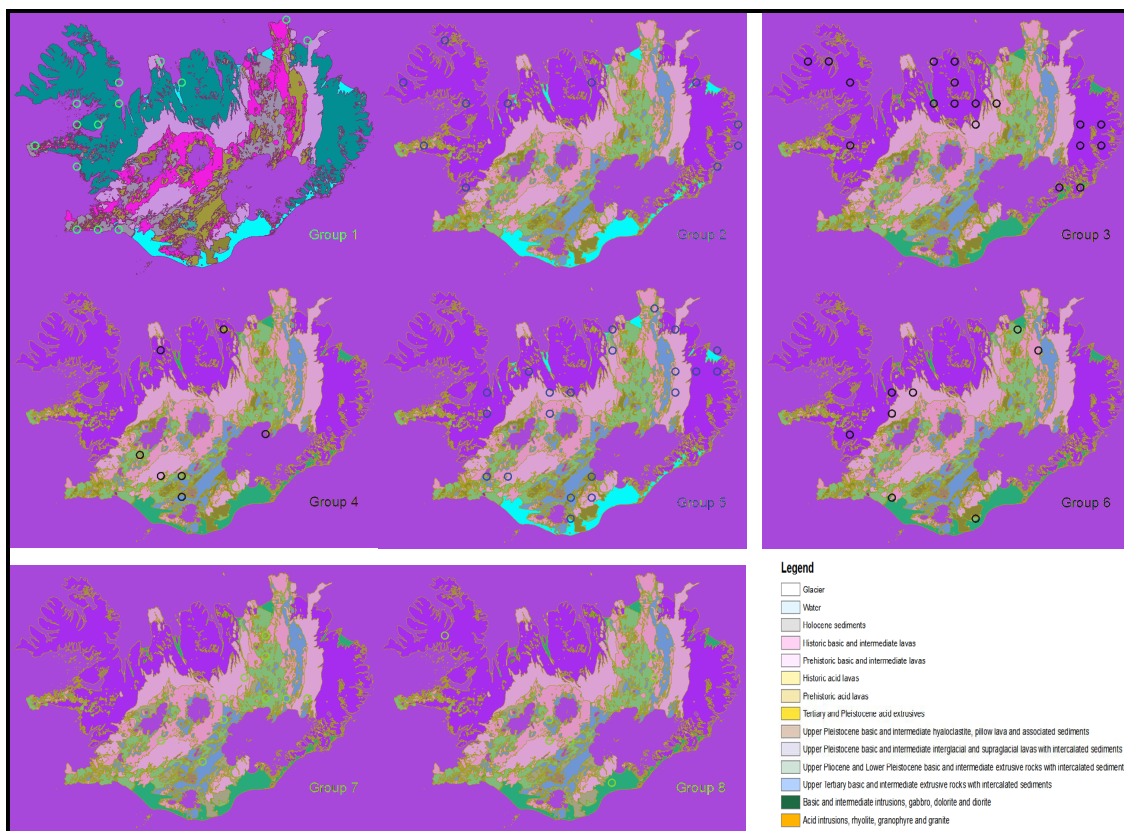 Group 1
Group 2
Group 3
Group 4
Group 5
Group 6
Group 7
Group 8
Legend
Glacier
Water
Holocene sediments
Historic basic and intermediate lavas
Prehistoric basic and intermediate lavas
Historic acid lavas
Prehistoric acid lavas
Tertiary and Pleistocene acid extrusives
Upper Pleistocene basic and intermediate hyaloclastite, pillow lava and associated sediments
Upper Pleistocene basic and intermediate interglacial and supraglacial lavas with intercalated sediments
Upper Pliocene and Lower Pleistocene basic and intermediate extrusive rocks with intercalated sediment
Upper Tertiary basic and intermediate extrusive rocks with intercalated sediments
Basic and intermediate intrusions, gabbro, dolorite and diorite
Acid intrusions, rhyolite, granophyre and granite